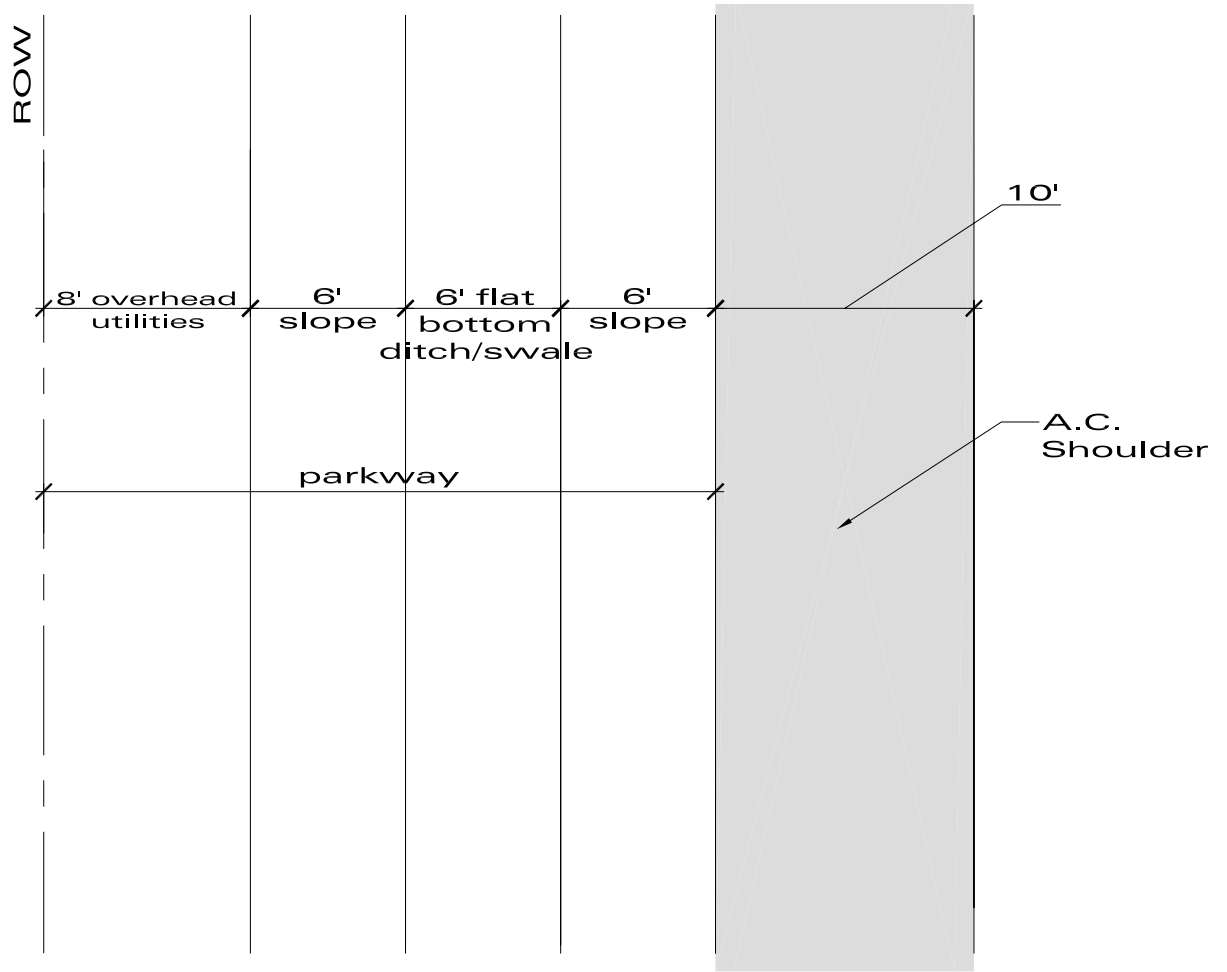 ROW
10'
8' overhead
utilities
6'
slope
6' flat
bottom
ditch/swale
6'
slope
A.C.
Shoulder
parkway